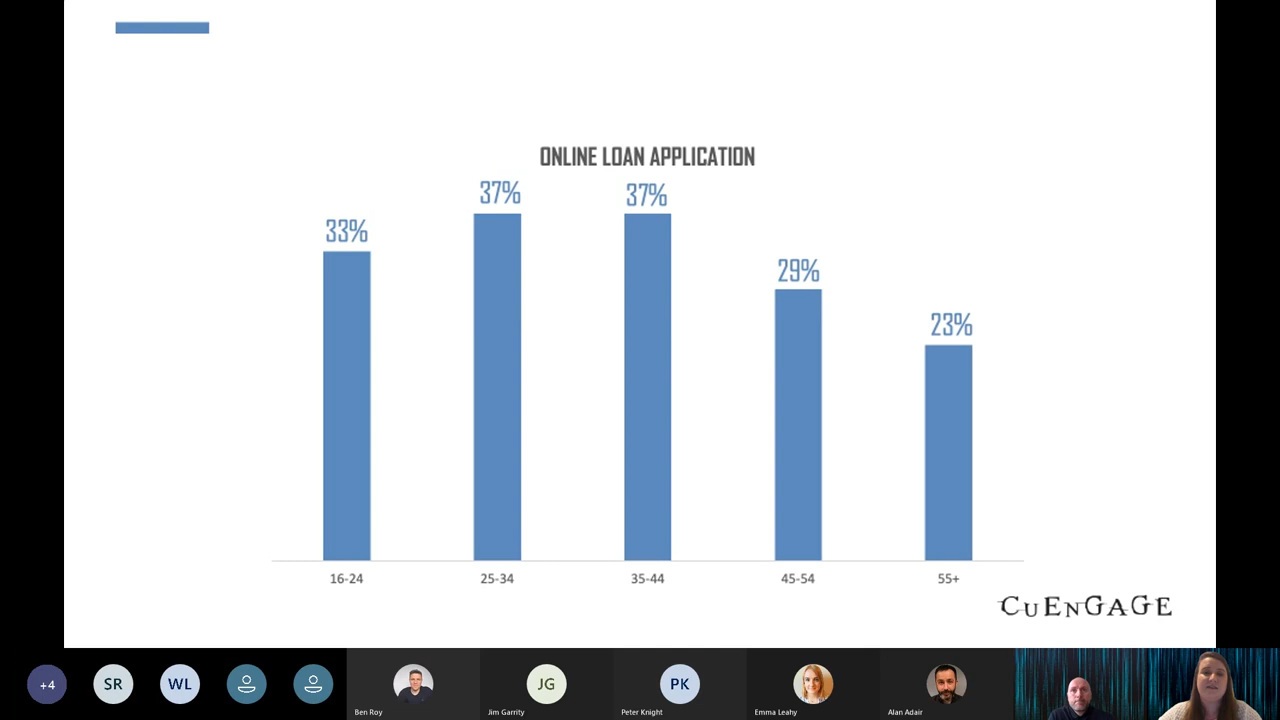 ONLINE LOAN APPLICATION
33%
37%
37%
29%
23%
16-24
25-34
35-44
45-54
55+
CUENGAGE
+4
SR
WL
JG
PK
Ben Roy
Jim Garrity
Peter Knight
Emma Leahy
Alan Adair